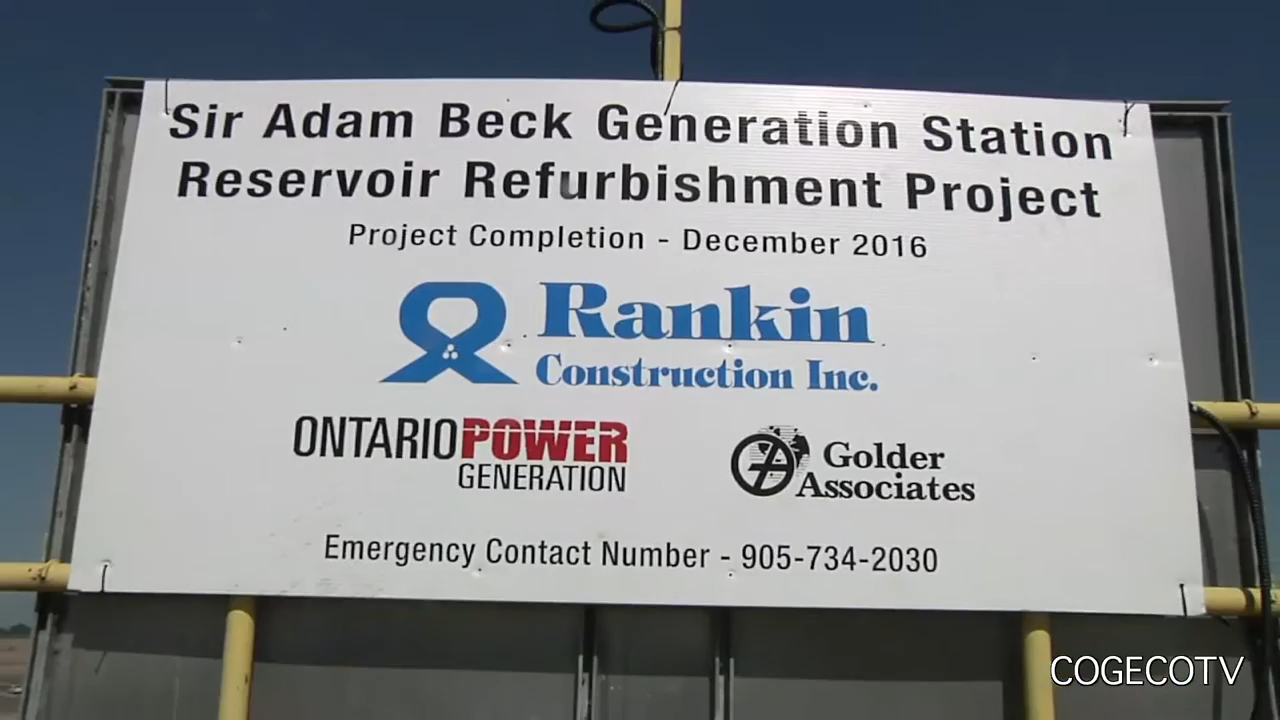 Sir Adam Beck Generation Station
Reservoir Refurbishment Project
Project Completion - December 2016
Rankin
Construction Inc.
ONTARIOPOWER
GENERATION
Golder
Associates
Emergency Contact Number - 905-734-2030
COGECOTV